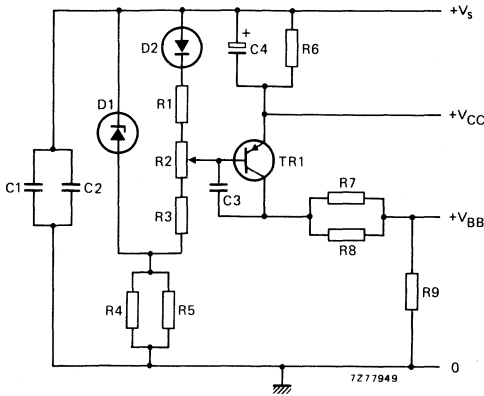 +Vs
+
D2
C4
R6
R1
+VCC
D1
R2
TR1
C1
C2
C3
R7
R3
+VBB
R8
R4
R5
R9
7Z77949
0